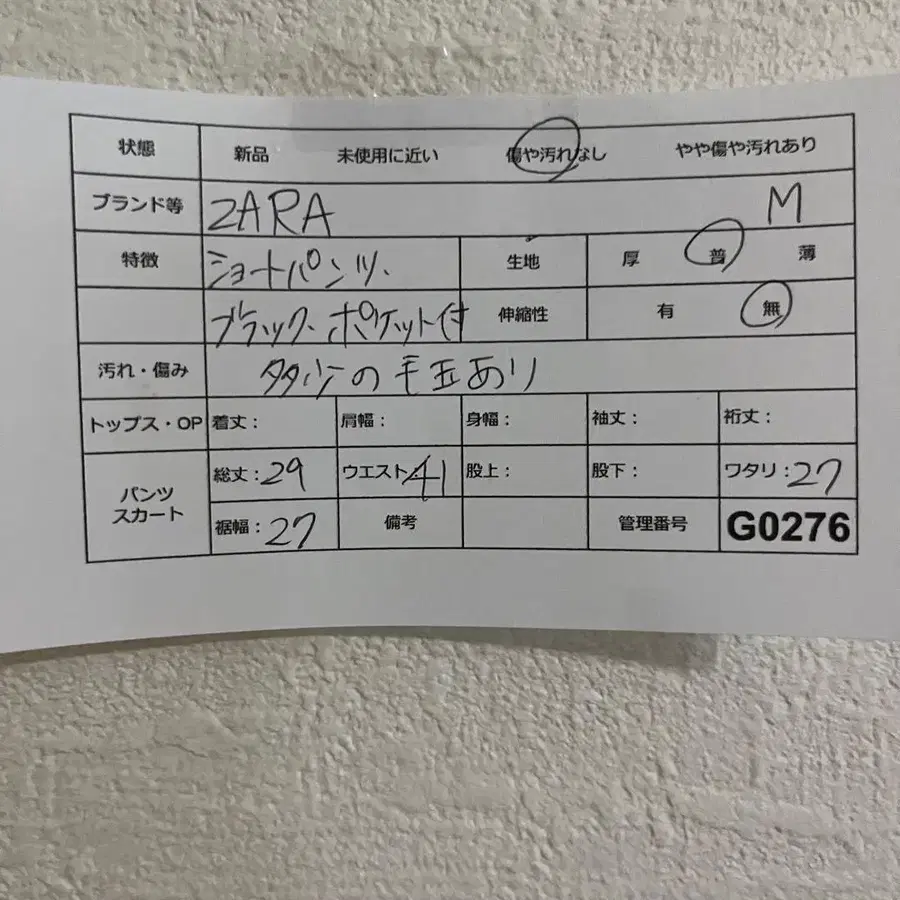 状態 新品 未使用に近い 傷や汚れなし やや傷や汚れあり
ブランド等 ZARA M
特徴 ショートパンツ、 生地 厚 普 薄
ブラック、ポケット付 伸縮性 有 無
汚れ・傷み 多少の毛玉あり
トップス・OP 着丈: 肩幅: 身幅: 袖丈: 裄丈:
パンツ スカート 総丈:29 ウエスト:41 股上: 股下: ワタリ:27
裾幅:27 備考 管理番号 G0276